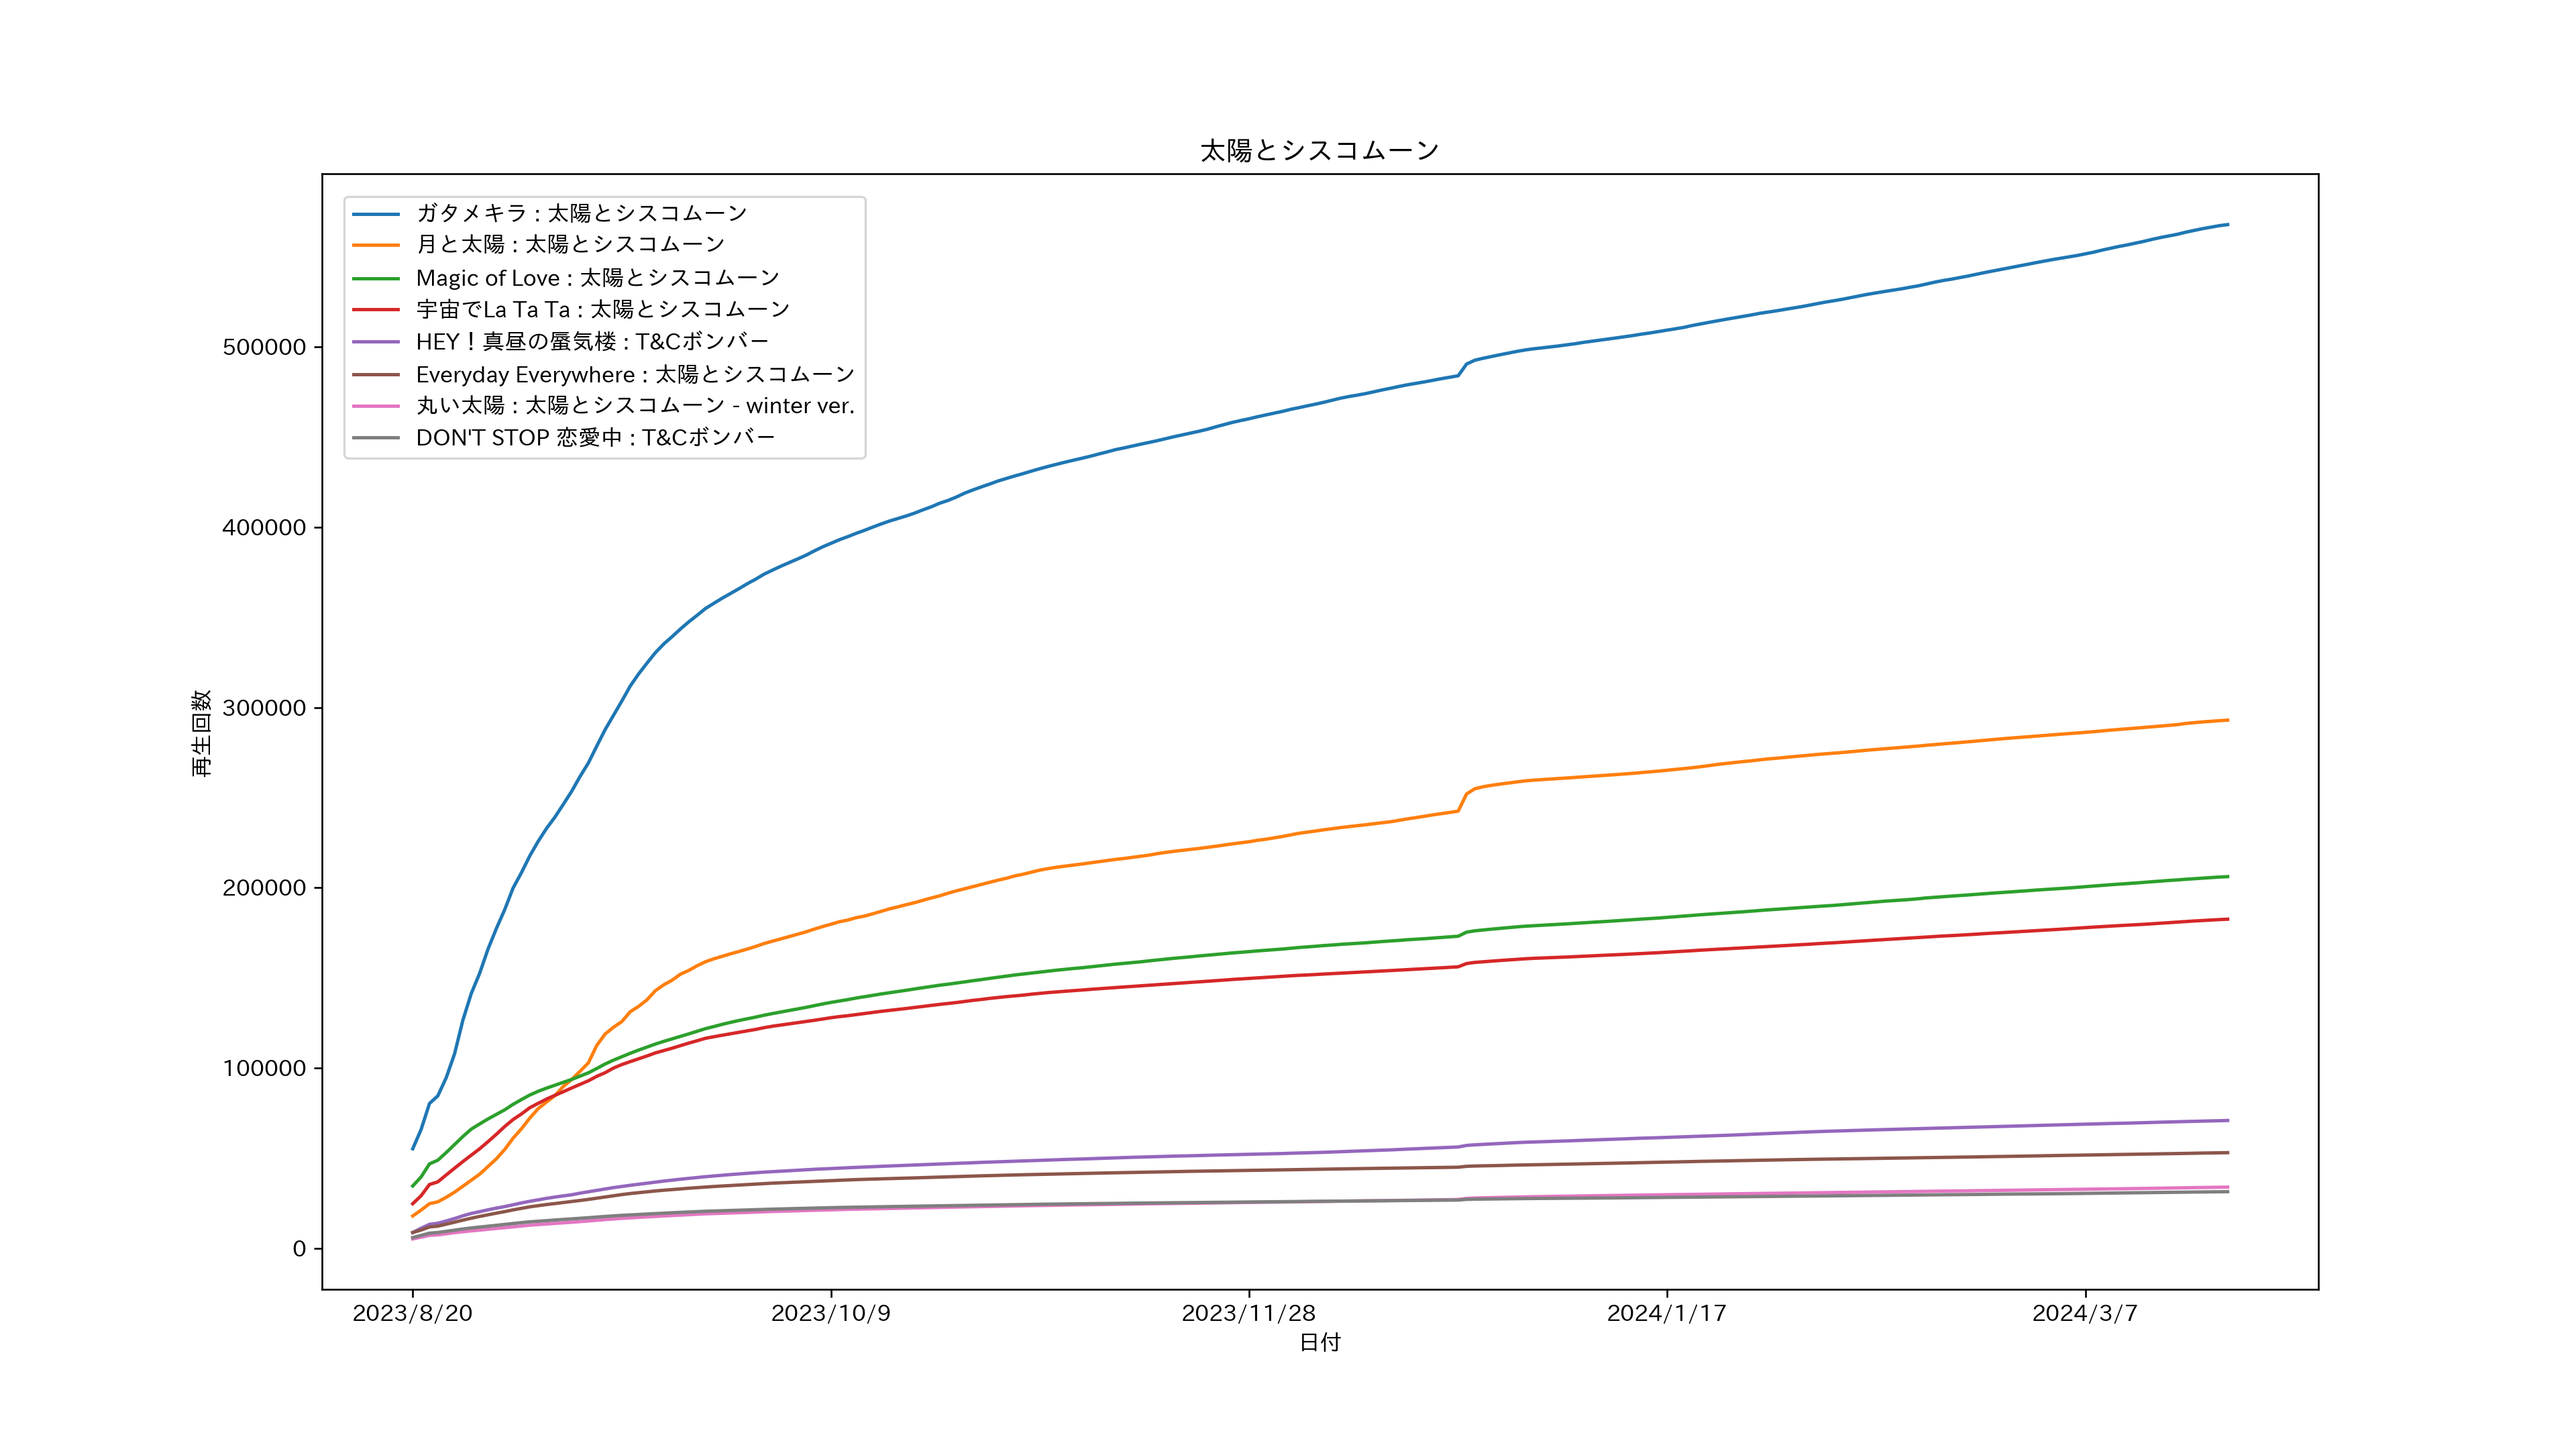 太陽とシスコムーン
ガタメキラ : 太陽とシスコムーン
月と太陽 : 太陽とシスコムーン
Magic of Love : 太陽とシスコムーン
宇宙でLa Ta Ta : 太陽とシスコムーン
HEY！真昼の蜃気楼 : T&Cボンバー
Everyday Everywhere : 太陽とシスコムーン
丸い太陽 : 太陽とシスコムーン - winter ver.
DON'T STOP 恋愛中 : T&Cボンバー
再生回数
500000
400000
300000
200000
100000
0
2023/8/20
2023/10/9
2023/11/28
2024/1/17
2024/3/7
日付